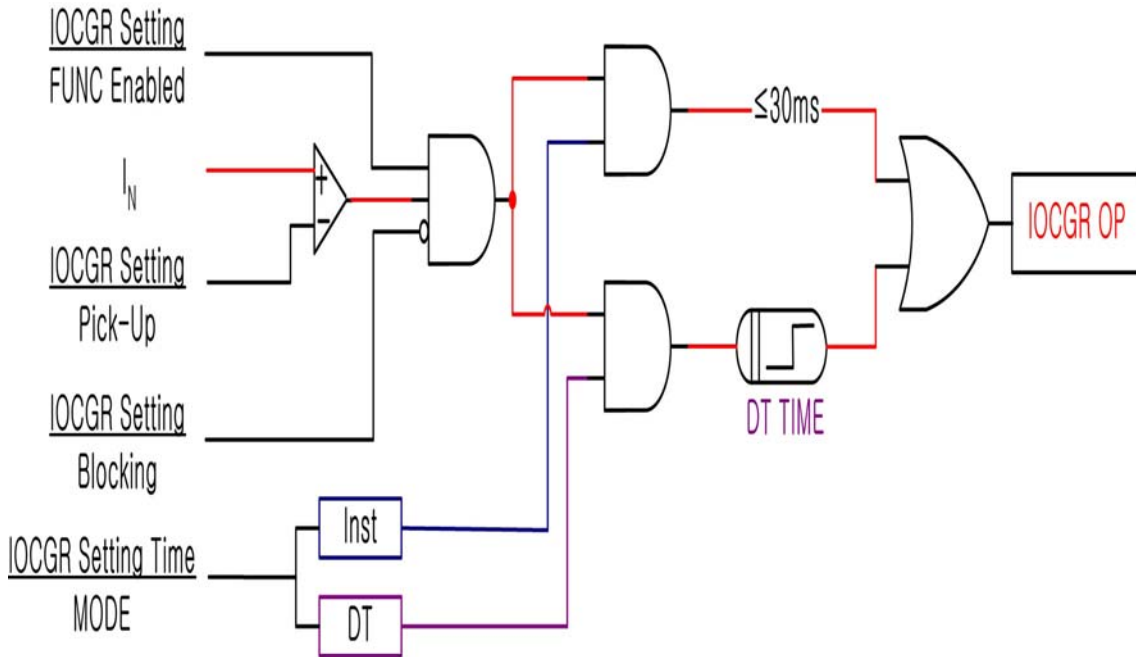 IOCGR Setting
FUNC Enabled
I_N
+
−
IOCGR Setting
Pick-Up
IOCGR Setting
Blocking
IOCGR Setting Time
MODE
Inst
DT
≤30ms
DT TIME
IOCGR OP